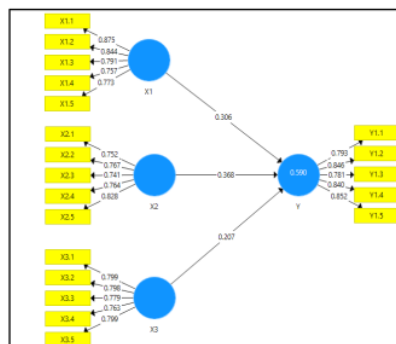 X1.1
X1.2
X1.3
X1.4
X1.5
0.875
0.844
0.791
0.757
0.773
X1
0.306
X2.1
X2.2
X2.3
X2.4
X2.5
0.752
0.767
0.741
0.764
0.828
X2
0.368
X3.1
X3.2
X3.3
X3.4
X3.5
0.799
0.798
0.779
0.763
0.799
X3
0.207
0.590
Y
0.793
0.846
0.781
0.840
0.852
Y1.1
Y1.2
Y1.3
Y1.4
Y1.5